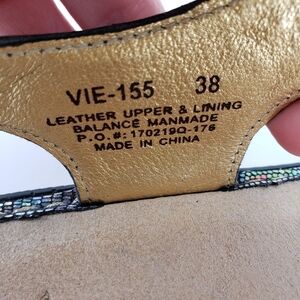 VIE-155 38
LEATHER UPPER & LINING
BALANCE MANMADE
P.O.#: 170219Q-176
MADE IN CHINA